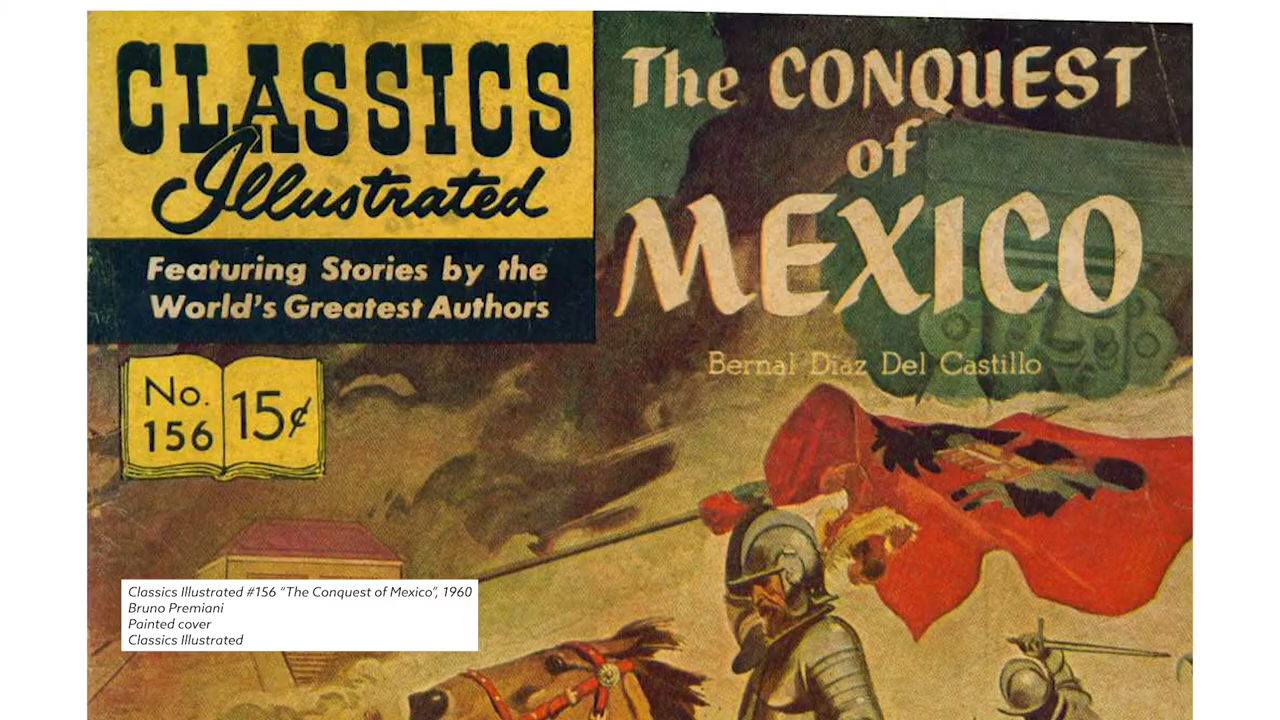 CLASSICS
Illustrated
Featuring Stories by the
World's Greatest Authors
No.
156
15¢
The CONQUEST
of
MEXICO
Bernal Díaz Del Castillo
Classics Illustrated #156 “The Conquest of Mexico”, 1960
Bruno Premiani
Painted cover
Classics Illustrated